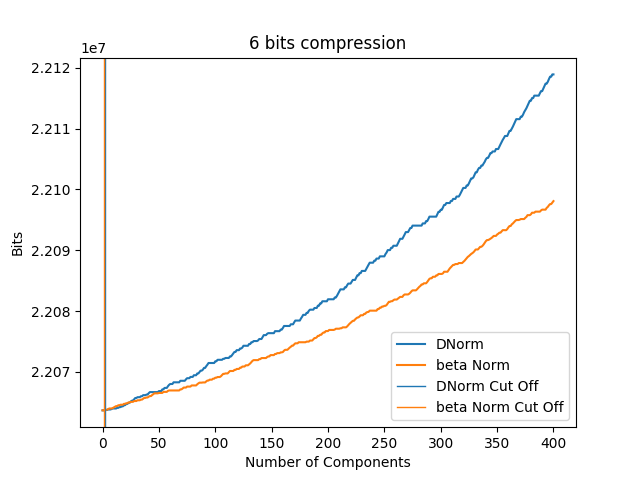 6 bits compression
1e7
2.212
2.211
2.210
2.209
2.208
2.207
Bits
0 50 100 150 200 250 300 350 400
Number of Components
DNorm
beta Norm
DNorm Cut Off
beta Norm Cut Off